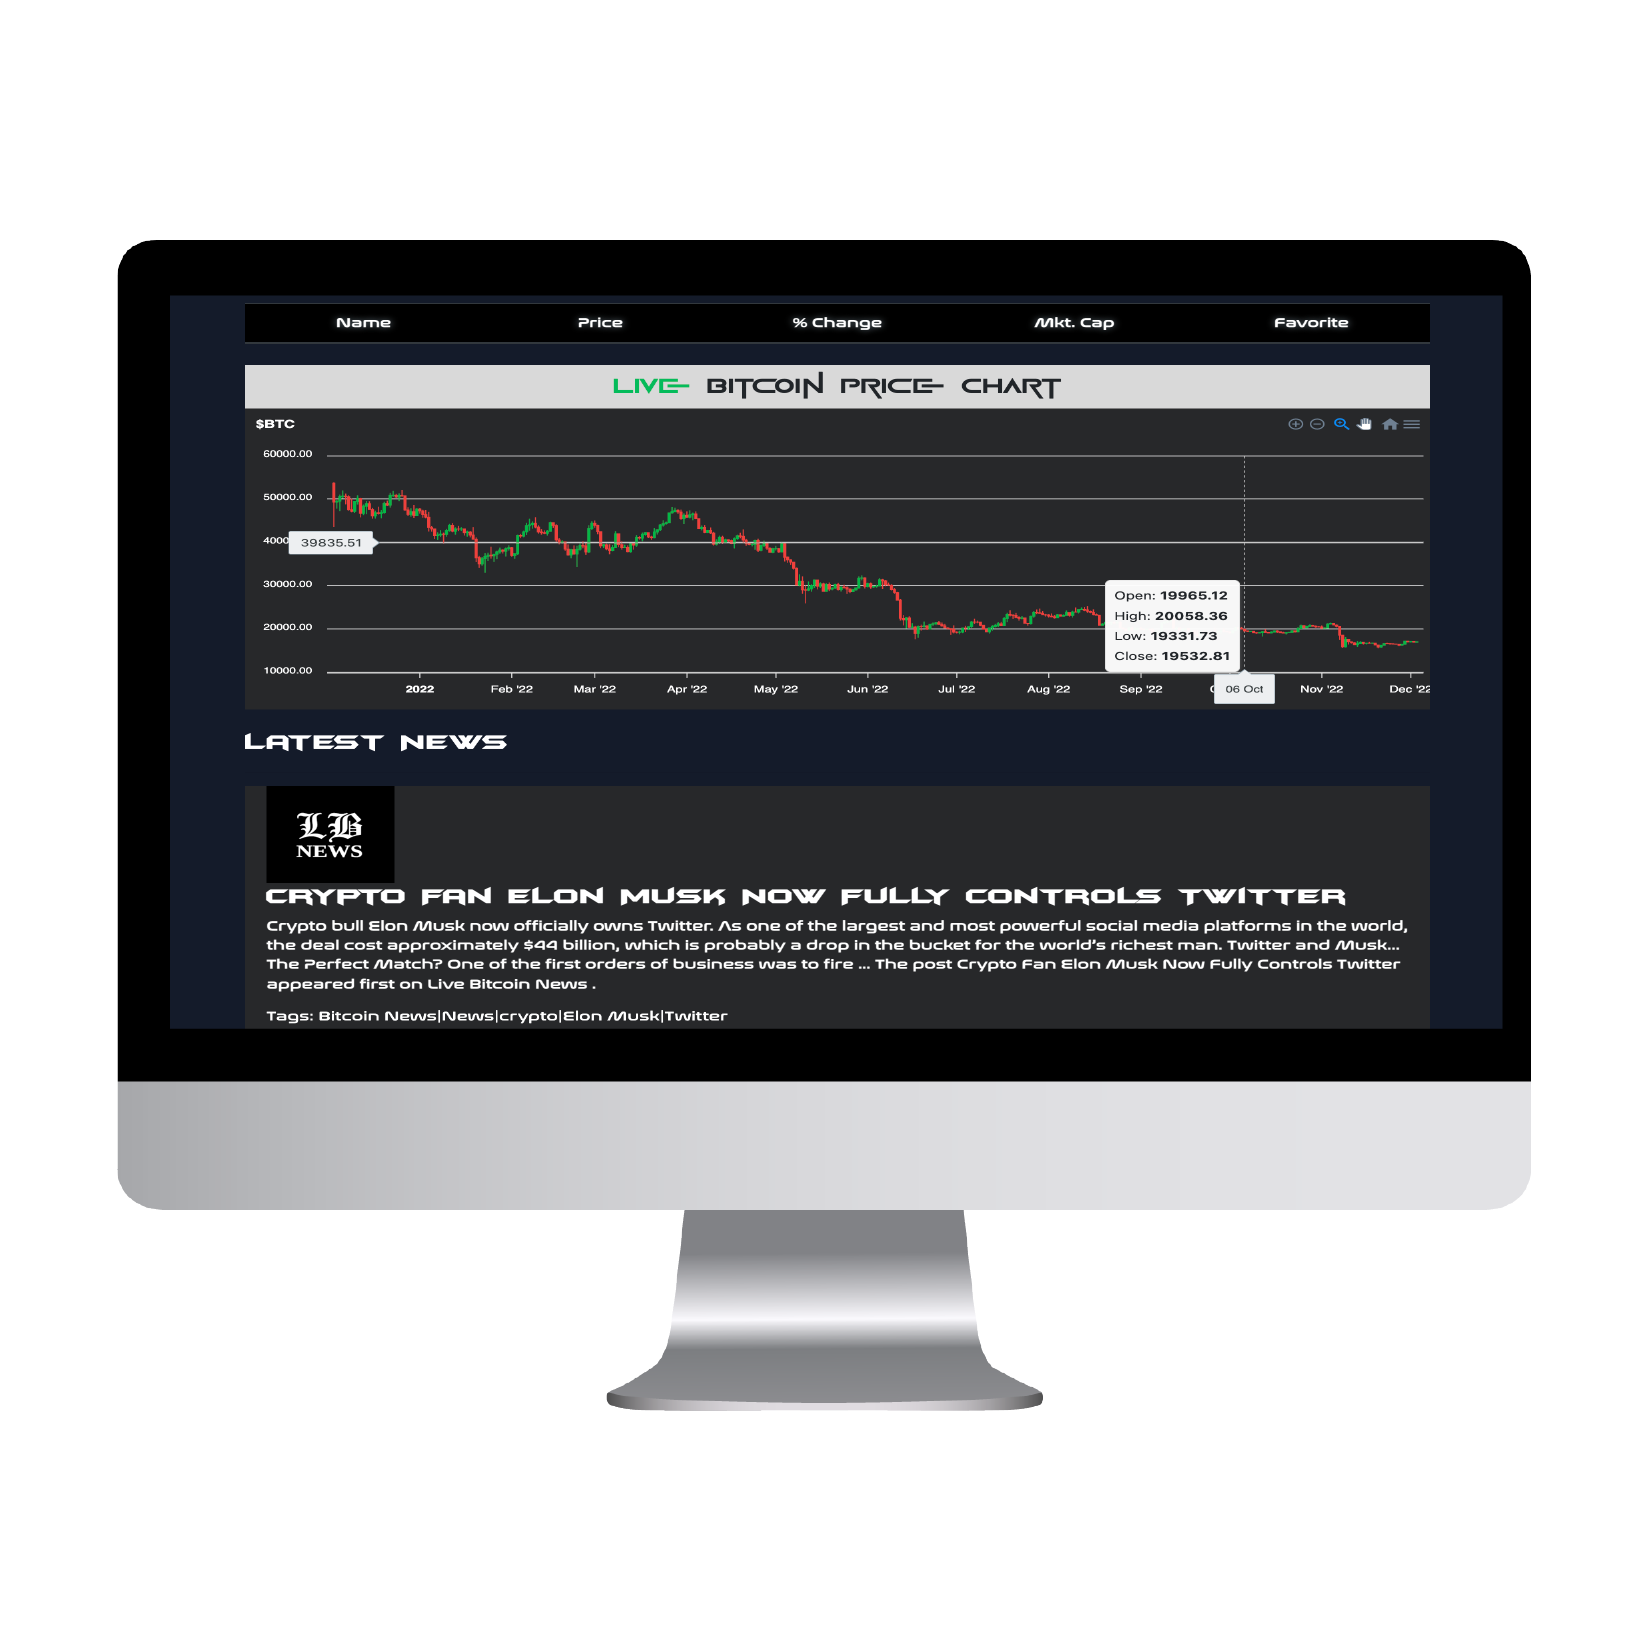 Name Price % Change Mkt. Cap Favorite
LIVE BITCOIN PRICE CHART
$BTC
60000.00
50000.00
39835.51
30000.00
Open: 19965.12
High: 20058.36
20000.00
Low: 19331.73
Close: 19532.81
10000.00
2022 Feb '22 Mar '22 Apr '22 May '22 Jun '22 Jul '22 Aug '22 Sep '22 06 Oct Nov '22 Dec '22
LATEST NEWS
LB
NEWS
CRYPTO FAN ELON MUSK NOW FULLY CONTROLS TWITTER
Crypto bull Elon Musk now officially owns Twitter. As one of the largest and most powerful social media platforms in the world,
the deal cost approximately $44 billion, which is probably a drop in the bucket for the world's richest man. Twitter and Musk...
The Perfect Match? One of the first orders of business was to fire ... The post Crypto Fan Elon Musk Now Fully Controls Twitter
appeared first on Live Bitcoin News .
Tags: Bitcoin News|News|crypto|Elon Musk|Twitter